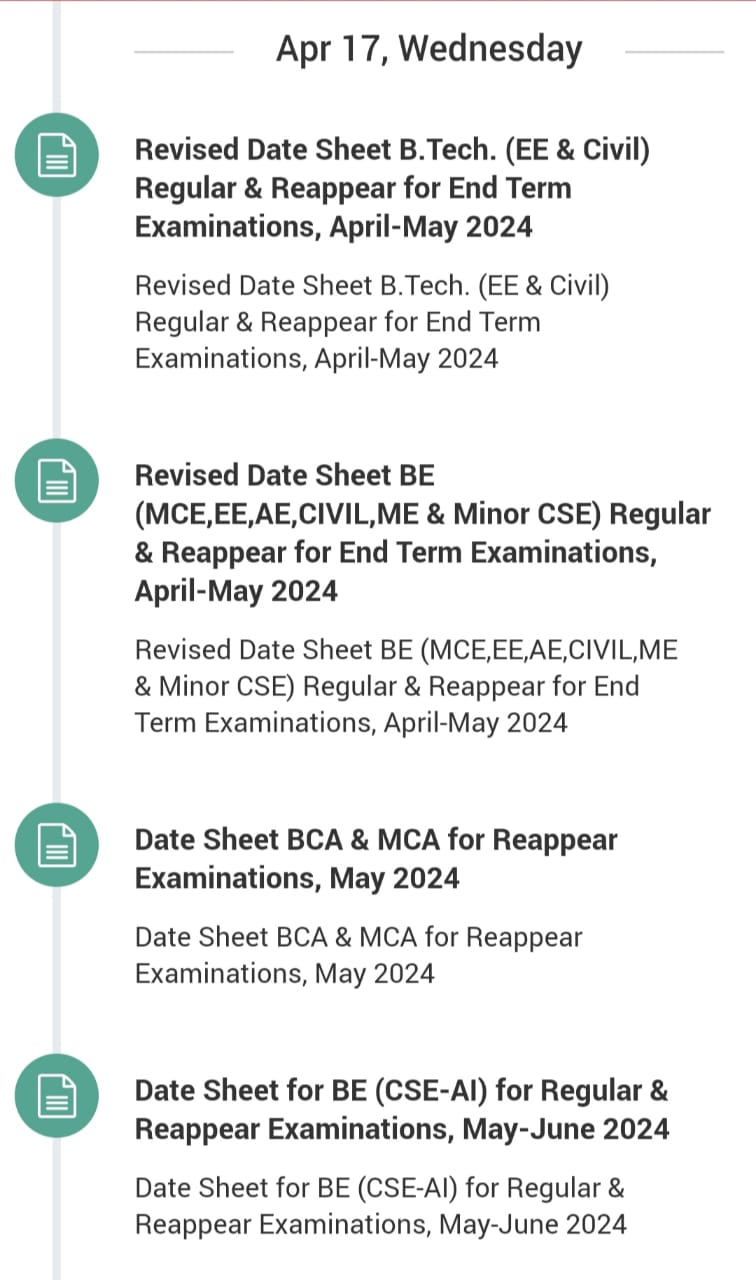 Apr 17, Wednesday
Revised Date Sheet B.Tech. (EE & Civil)
Regular & Reappear for End Term
Examinations, April-May 2024
Revised Date Sheet B.Tech. (EE & Civil)
Regular & Reappear for End Term
Examinations, April-May 2024
Revised Date Sheet BE
(MCE,EE,AE,CIVIL,ME & Minor CSE) Regular
& Reappear for End Term Examinations,
April-May 2024
Revised Date Sheet BE (MCE,EE,AE,CIVIL,ME
& Minor CSE) Regular & Reappear for End
Term Examinations, April-May 2024
Date Sheet BCA & MCA for Reappear
Examinations, May 2024
Date Sheet BCA & MCA for Reappear
Examinations, May 2024
Date Sheet for BE (CSE-AI) for Regular &
Reappear Examinations, May-June 2024
Date Sheet for BE (CSE-AI) for Regular &
Reappear Examinations, May-June 2024